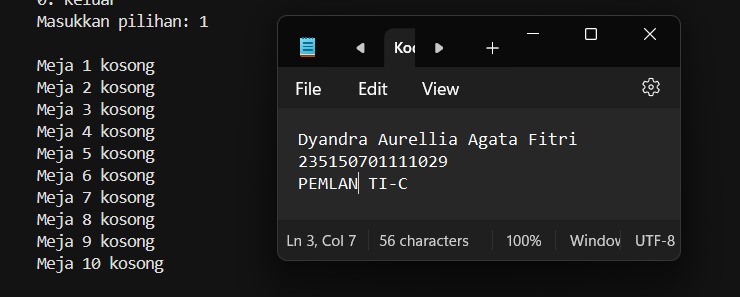 0. Keluar
Masukkan pilihan: 1
Meja 1 kosong
Meja 2 kosong
Meja 3 kosong
Meja 4 kosong
Meja 5 kosong
Meja 6 kosong
Meja 7 kosong
Meja 8 kosong
Meja 9 kosong
Meja 10 kosong
File Edit View
Dyandra Aurellia Agata Fitri
235150701111029
PEMLAN TI-C
Ln 3, Col 7 56 characters 100% Window UTF-8